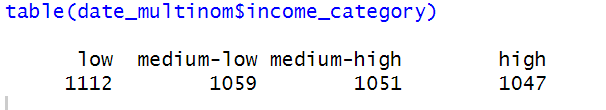 table(date_multinom$income_category)
low medium-low medium-high high
1112 1059 1051 1047